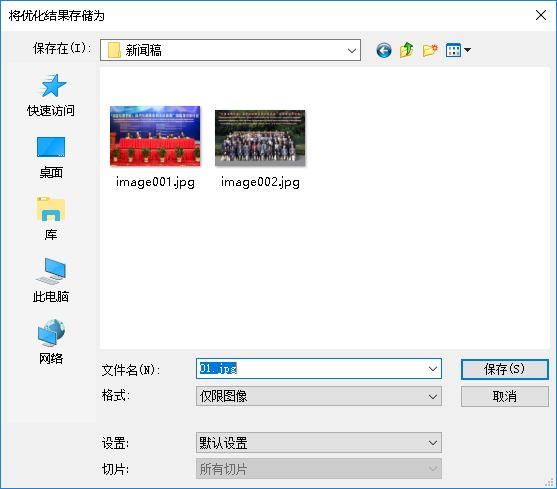 将优化结果存储为
保存在(I):
新闻稿
快速访问
桌面
库
此电脑
网络
image001.jpg
image002.jpg
文件名(N):
01.jpg
保存(S)
格式:
仅限图像
取消
设置:
默认设置
切片:
所有切片